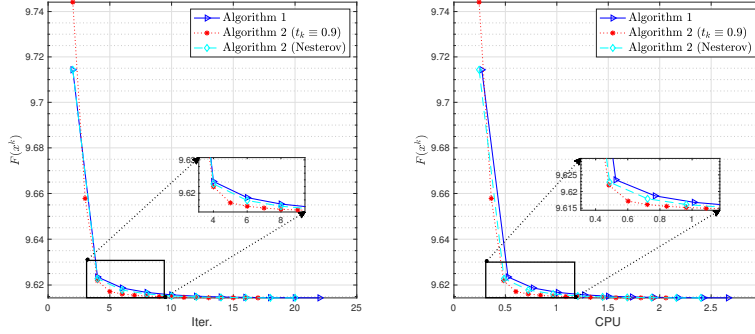 9.74
9.72
9.7
9.68
9.66
9.64
9.62
F(x^k)
Algorithm 1
Algorithm 2 (t_k ≡ 0.9)
Algorithm 2 (Nesterov)
9.63
9.62
4 6 8
0 5 10 15 20 25
Iter.
9.74
9.72
9.7
9.68
9.66
9.64
9.62
F(x^k)
Algorithm 1
Algorithm 2 (t_k ≡ 0.9)
Algorithm 2 (Nesterov)
9.625
9.62
9.615
0.4 0.6 0.8 1
0 0.5 1 1.5 2 2.5
CPU